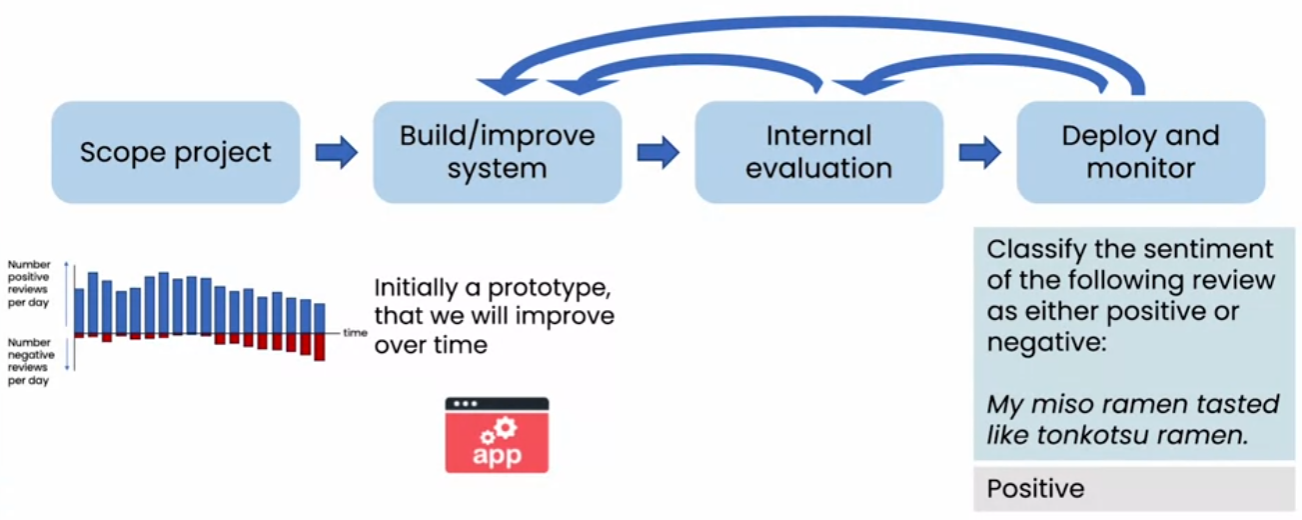 Scope project
Build/improve
system
Internal
evaluation
Deploy and
monitor
Number
positive
reviews
per day
time
Number
negative
reviews
per day
Initially a prototype,
that we will improve
over time
app
Classify the sentiment
of the following review
as either positive or
negative:
My miso ramen tasted
like tonkotsu ramen.
Positive